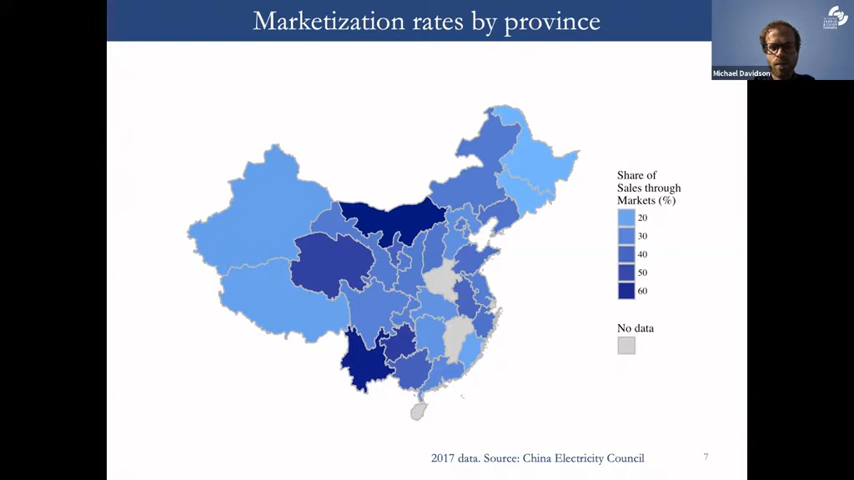 Marketization rates by province
Michael Davidson
Share of
Sales through
Markets (%)
20
30
40
50
60
No data
2017 data. Source: China Electricity Council
7